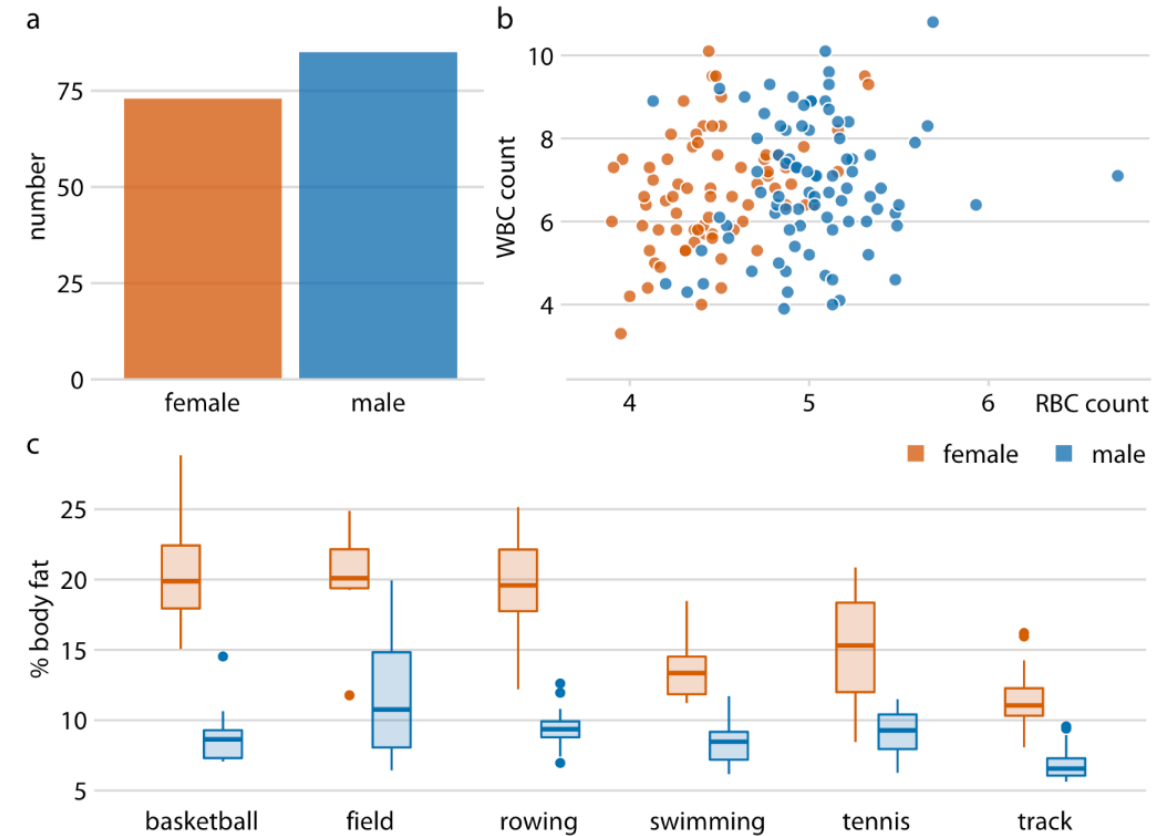 a
b
75
50
25
0
number
female
male
10
8
6
4
WBC count
4
5
6
RBC count
c
female
male
25
20
15
10
5
% body fat
basketball
field
rowing
swimming
tennis
track